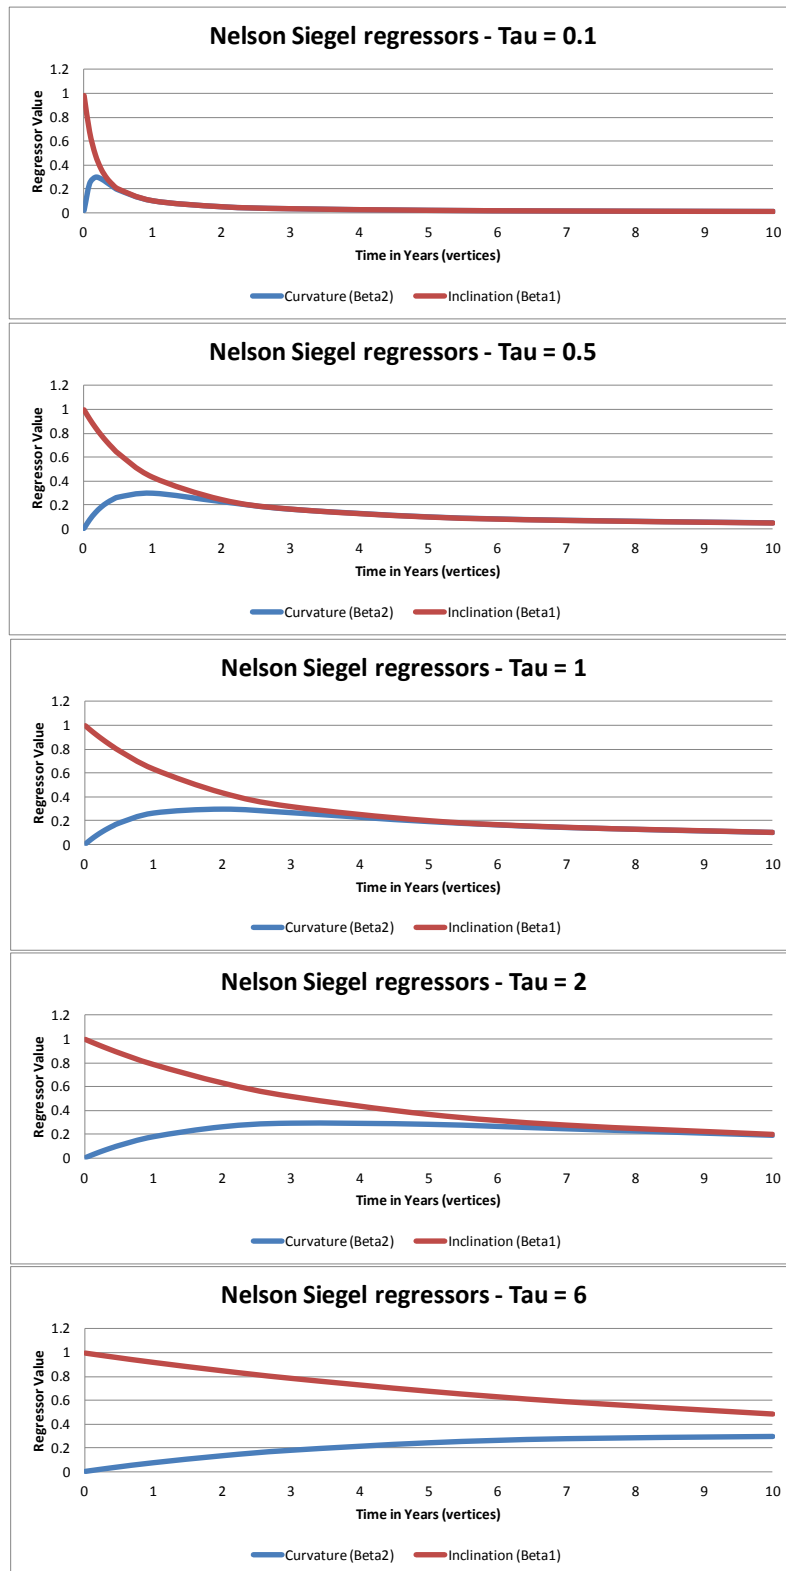 Nelson Siegel regressors - Tau = 0.1
Regressor Value
1.2
1
0.8
0.6
0.4
0.2
0
0 1 2 3 4 5 6 7 8 9 10
Time in Years (vertices)
Curvature (Beta2) Inclination (Beta1)
Nelson Siegel regressors - Tau = 0.5
Regressor Value
1.2
1
0.8
0.6
0.4
0.2
0
0 1 2 3 4 5 6 7 8 9 10
Time in Years (vertices)
Curvature (Beta2) Inclination (Beta1)
Nelson Siegel regressors - Tau = 1
Regressor Value
1.2
1
0.8
0.6
0.4
0.2
0
0 1 2 3 4 5 6 7 8 9 10
Time in Years (vertices)
Curvature (Beta2) Inclination (Beta1)
Nelson Siegel regressors - Tau = 2
Regressor Value
1.2
1
0.8
0.6
0.4
0.2
0
0 1 2 3 4 5 6 7 8 9 10
Time in Years (vertices)
Curvature (Beta2) Inclination (Beta1)
Nelson Siegel regressors - Tau = 6
Regressor Value
1.2
1
0.8
0.6
0.4
0.2
0
0 1 2 3 4 5 6 7 8 9 10
Time in Years (vertices)
Curvature (Beta2) Inclination (Beta1)